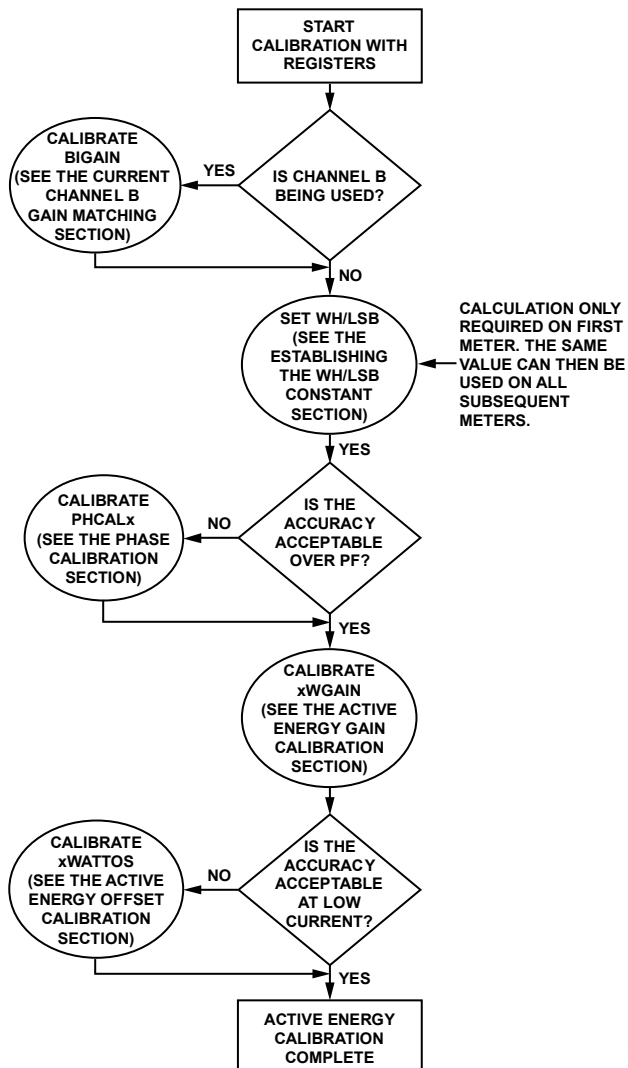 START
CALIBRATION WITH
REGISTERS
CALIBRATE
BIGAIN
(SEE THE CURRENT
CHANNEL B
GAIN MATCHING
SECTION)
YES
IS CHANNEL B
BEING USED?
NO
SET WH/LSB
(SEE THE
ESTABLISHING
THE WH/LSB
CONSTANT
SECTION)
CALCULATION ONLY
REQUIRED ON FIRST
METER. THE SAME
VALUE CAN THEN BE
USED ON ALL
SUBSEQUENT
METERS.
YES
CALIBRATE
PHCALx
(SEE THE PHASE
CALIBRATION
SECTION)
NO
IS THE
ACCURACY
ACCEPTABLE
OVER PF?
YES
CALIBRATE
xWGAIN
(SEE THE ACTIVE
ENERGY GAIN
CALIBRATION
SECTION)
CALIBRATE
xWATTOS
(SEE THE ACTIVE
ENERGY OFFSET
CALIBRATION
SECTION)
NO
IS THE
ACCURACY
ACCEPTABLE
AT LOW
CURRENT?
YES
ACTIVE ENERGY
CALIBRATION
COMPLETE